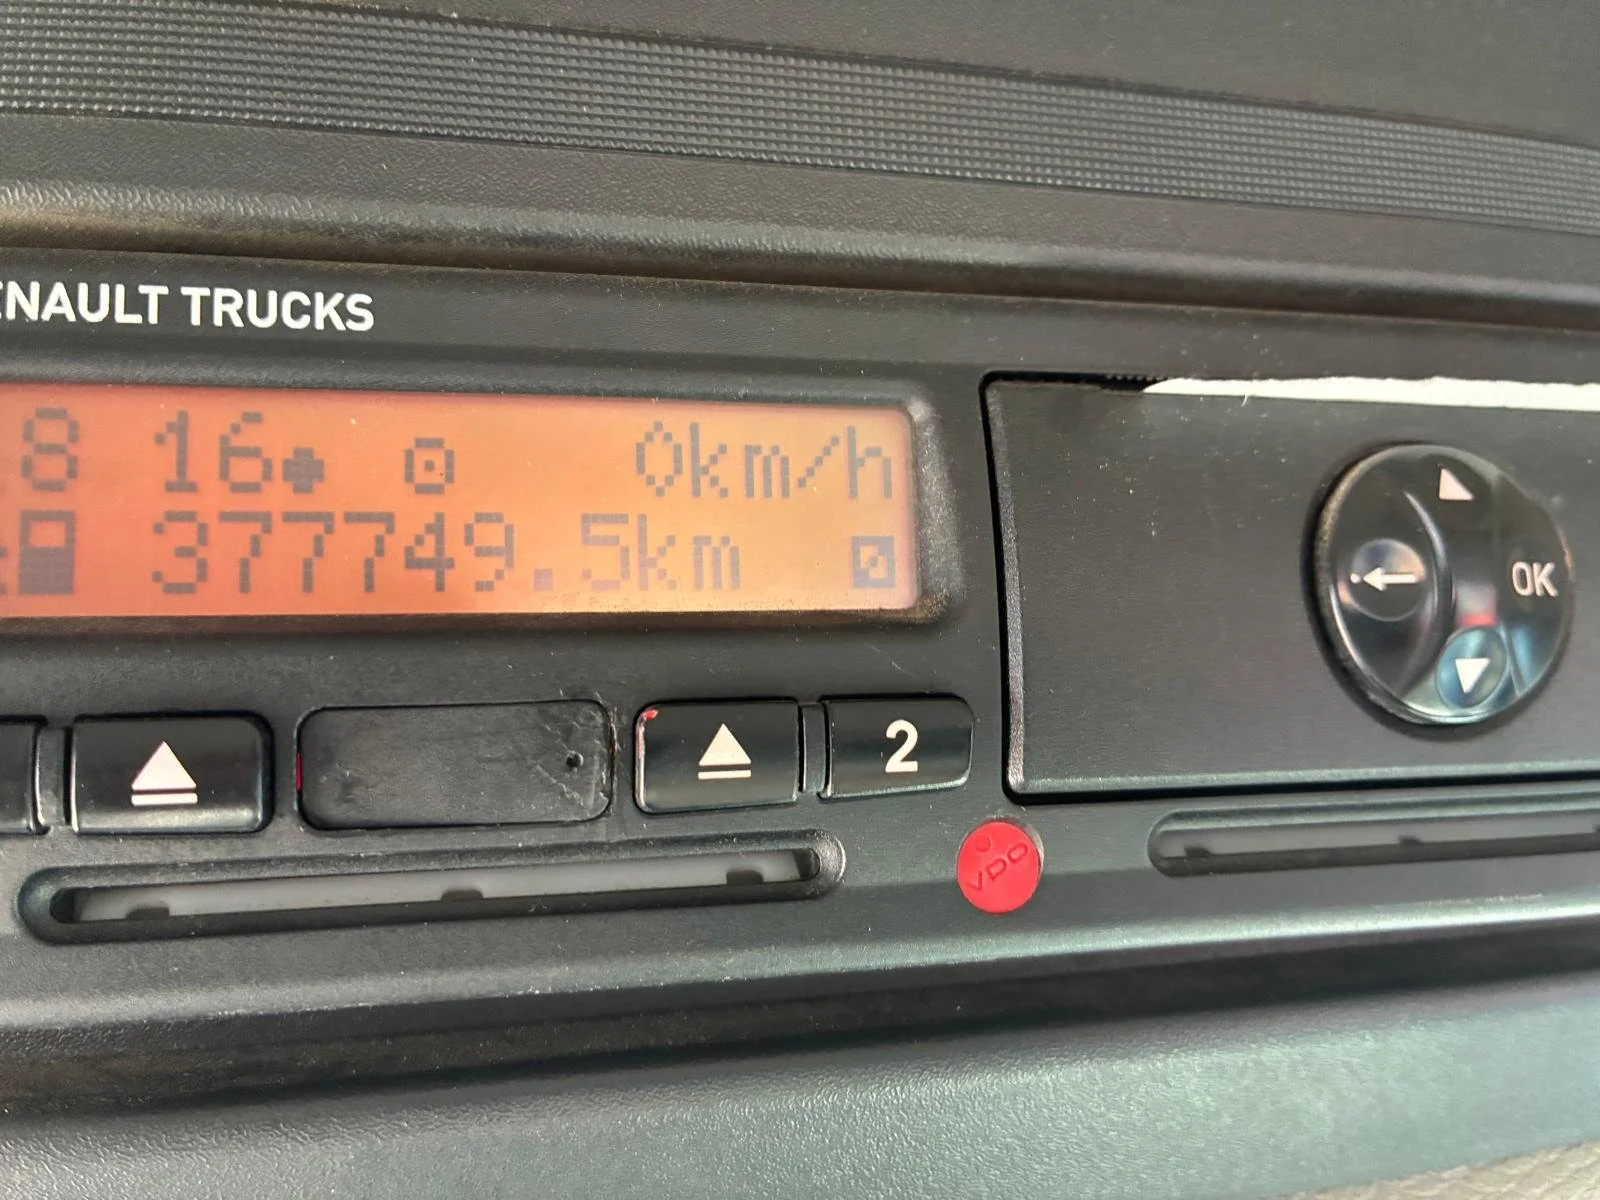 ENAULT TRUCKS
8 16 0km/h
377749.5km
2
OK
VDO